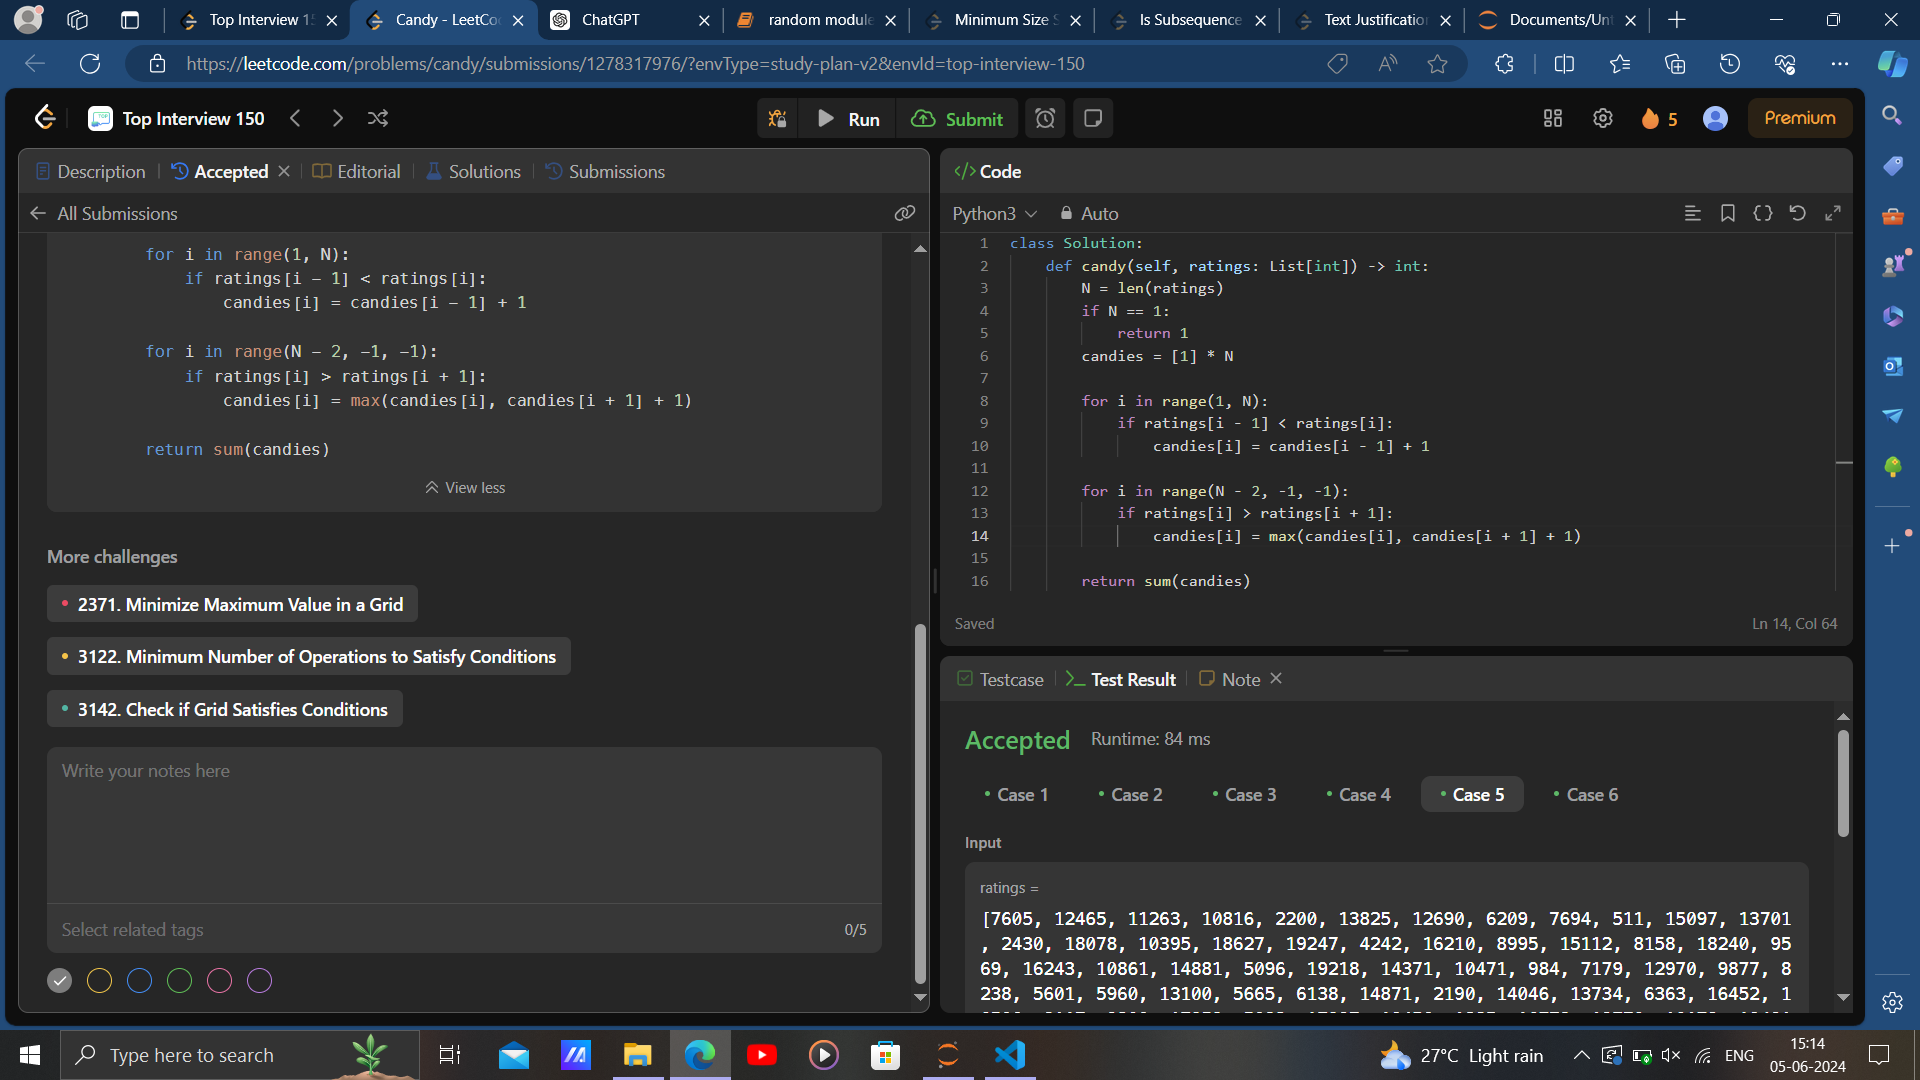 Top Interview 15
Candy - LeetCo
ChatGPT
random module
Minimum Size S
Is Subsequence
Text Justificatio
Documents/Unt
https://leetcode.com/problems/candy/submissions/1278317976/?envType=study-plan-v2&envId=top-interview-150
Top Interview 150
Run
Submit
5
Premium
Description
Accepted
Editorial
Solutions
Submissions
All Submissions
for i in range(1, N):
if ratings[i - 1] < ratings[i]:
candies[i] = candies[i - 1] + 1
for i in range(N - 2, -1, -1):
if ratings[i] > ratings[i + 1]:
candies[i] = max(candies[i], candies[i + 1] + 1)
return sum(candies)
View less
More challenges
2371. Minimize Maximum Value in a Grid
3122. Minimum Number of Operations to Satisfy Conditions
3142. Check if Grid Satisfies Conditions
Write your notes here
Select related tags
0/5
Code
Python3
Auto
1 class Solution:
2 def candy(self, ratings: List[int]) -> int:
3 N = len(ratings)
4 if N == 1:
5 return 1
6 candies = [1] * N
7
8 for i in range(1, N):
9 if ratings[i - 1] < ratings[i]:
10 candies[i] = candies[i - 1] + 1
11
12 for i in range(N - 2, -1, -1):
13 if ratings[i] > ratings[i + 1]:
14 candies[i] = max(candies[i], candies[i + 1] + 1)
15
16 return sum(candies)
Saved
Ln 14, Col 64
Testcase
Test Result
Note
Accepted
Runtime: 84 ms
Case 1
Case 2
Case 3
Case 4
Case 5
Case 6
Input
ratings =
[7605, 12465, 11263, 10816, 2200, 13825, 12690, 6209, 7694, 511, 15097, 13701
, 2430, 18078, 10395, 18627, 19247, 4242, 16210, 8995, 15112, 8158, 18240, 95
69, 16243, 10861, 14881, 5096, 19218, 14371, 10471, 984, 7179, 12970, 9877, 8
238, 5601, 5960, 13100, 5665, 6138, 14871, 2190, 14046, 13734, 6363, 16452, 1
Type here to search
27°C Light rain
ENG
15:14
05-06-2024